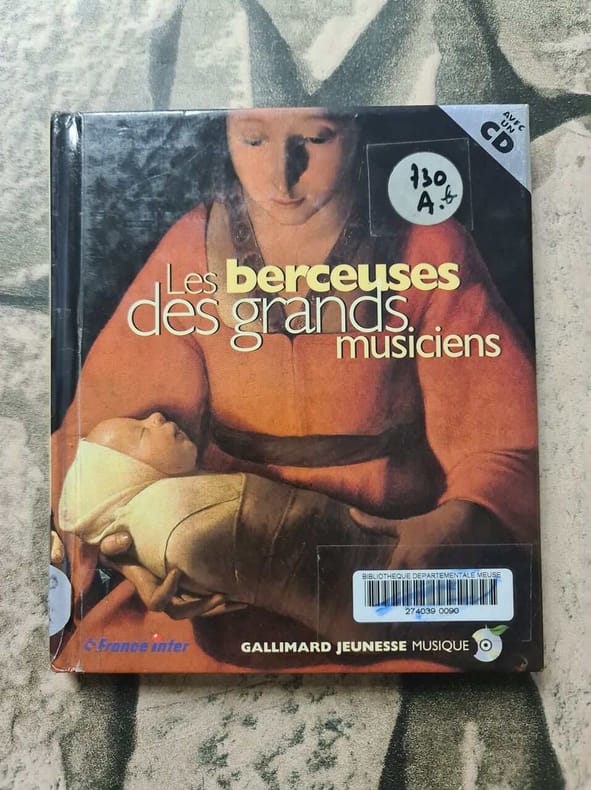 AVEC
UN
CD
730
A.b
Les berceuses
des grands
musiciens
BIBLIOTHEQUE DEPARTEMENTALE MEUSE
274039 0090
France inter
GALLIMARD JEUNESSE MUSIQUE